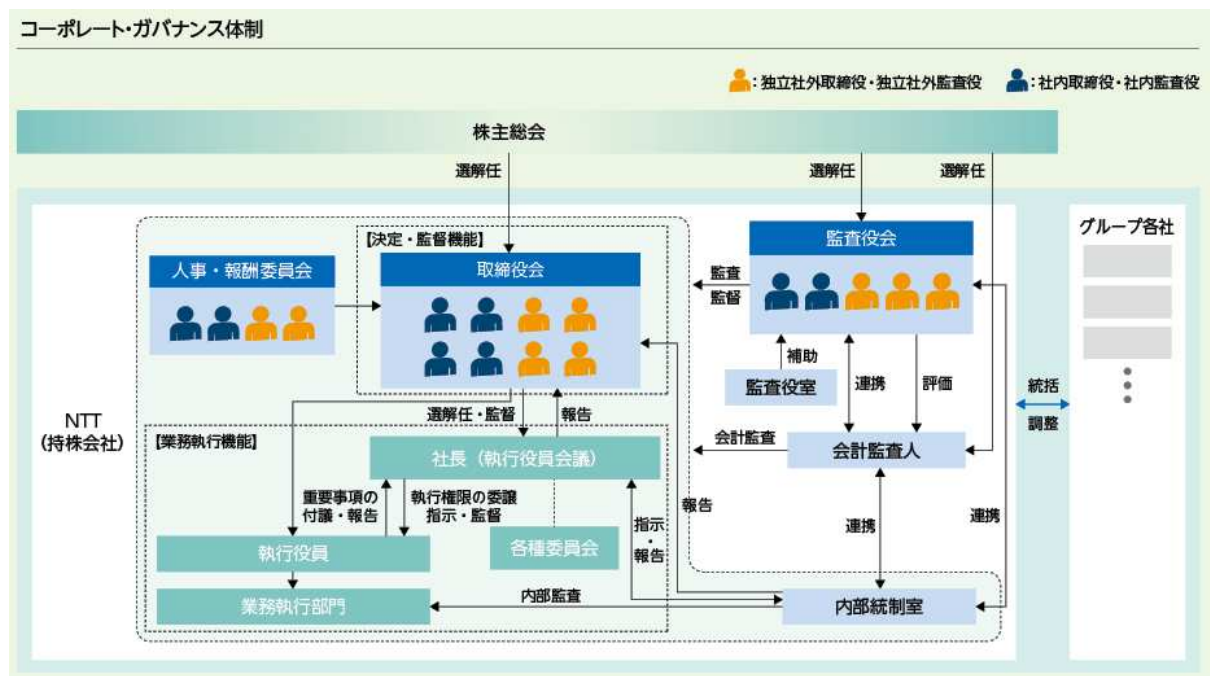 コーポレート・ガバナンス体制
:独立社外取締役・独立社外監査役
:社内取締役・社内監査役
株主総会
選解任
選解任
選解任
グループ各社
【決定・監督機能】
監査役会
人事・報酬委員会
取締役会
監査
監督
補助
連携
評価
監査役室
統括
調整
NTT
(持株会社)
選解任・監督
報告
【業務執行機能】
会計監査
会計監査人
社長(執行役員会議)
重要事項の
付議・報告
執行権限の委譲
指示・監督
報告
連携
連携
指示
・
報告
執行役員
各種委員会
業務執行部門
内部監査
内部統制室